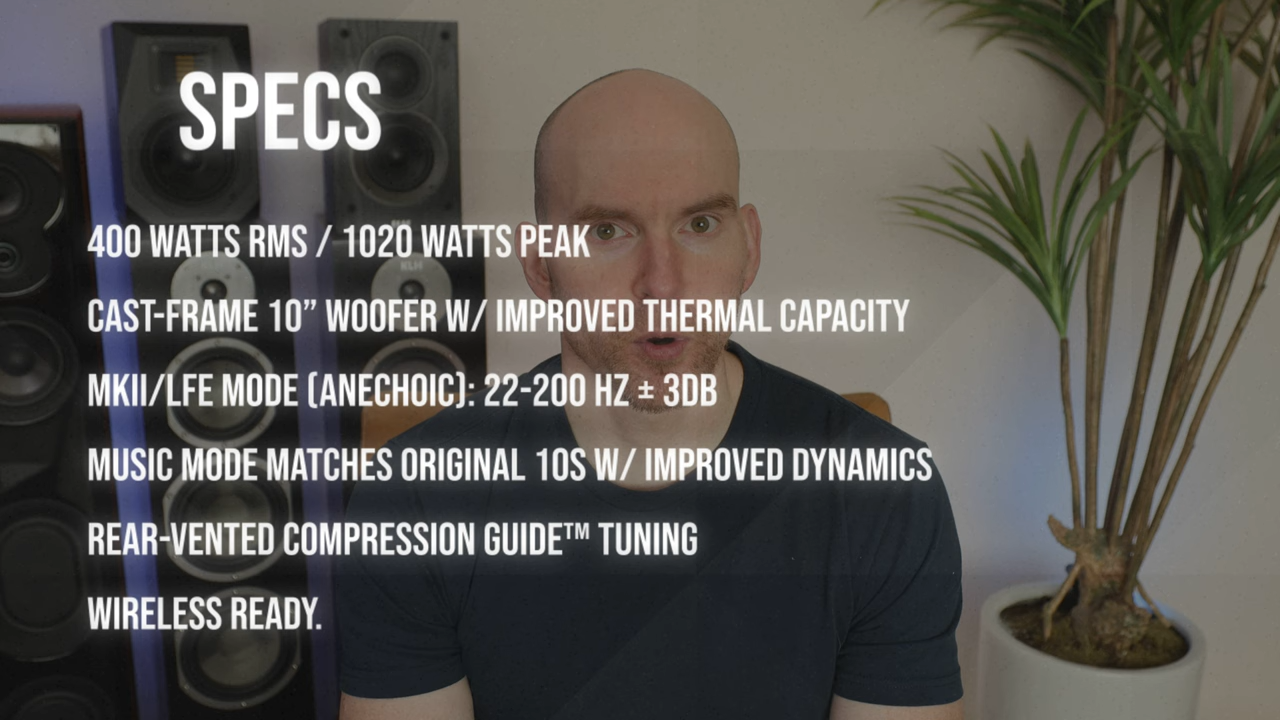 SPECS
400 WATTS RMS / 1020 WATTS PEAK
CAST-FRAME 10” WOOFER W/ IMPROVED THERMAL CAPACITY
MKII/LFE MODE (ANECHOIC): 22-200 HZ ± 3DB
MUSIC MODE MATCHES ORIGINAL 10S W/ IMPROVED DYNAMICS
REAR-VENTED COMPRESSION GUIDE™ TUNING
WIRELESS READY.